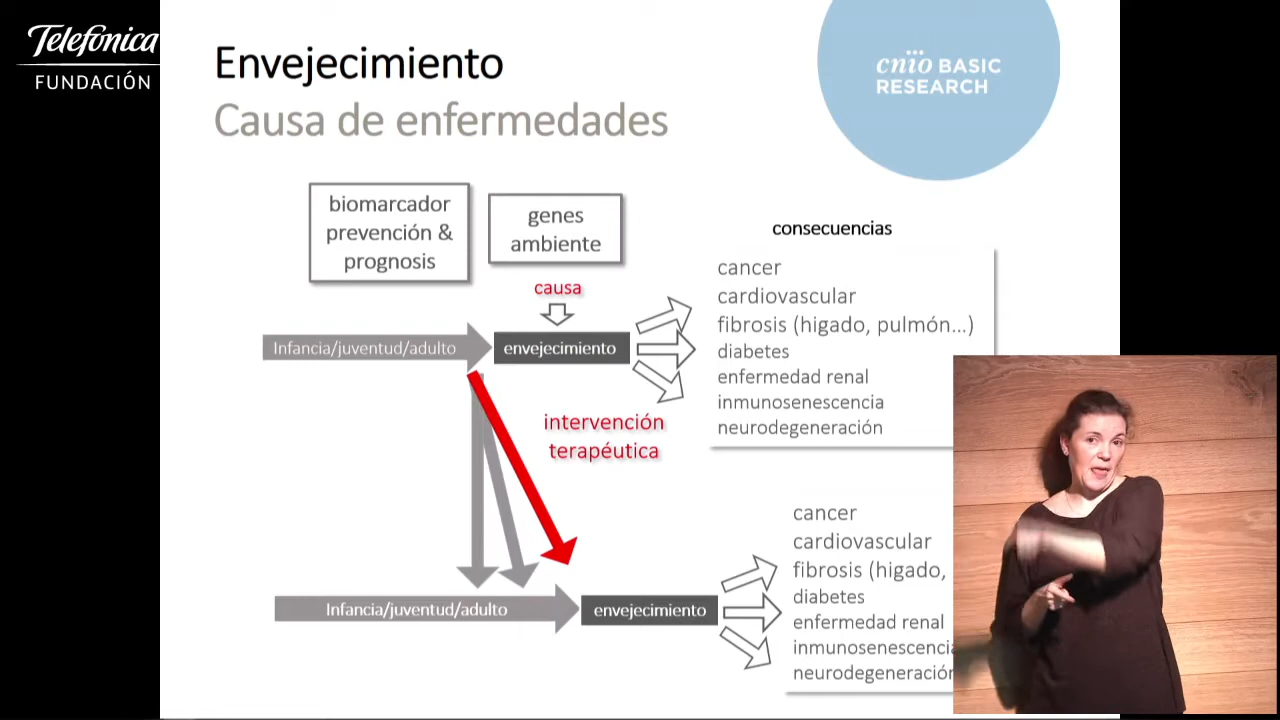 Telefónica
FUNDACIÓN
Envejecimiento
Causa de enfermedades
cnio BASIC
RESEARCH
biomarcador
prevención &
prognosis
genes
ambiente
causa
Infancia/juventud/adulto
envejecimiento
consecuencias
cancer
cardiovascular
fibrosis (higado, pulmón...)
diabetes
enfermedad renal
inmunosenescencia
neurodegeneración
intervención
terapéutica
Infancia/juventud/adulto
envejecimiento
cancer
cardiovascular
fibrosis (higado,
diabetes
enfermedad renal
inmunosenescencia
neurodegeneración